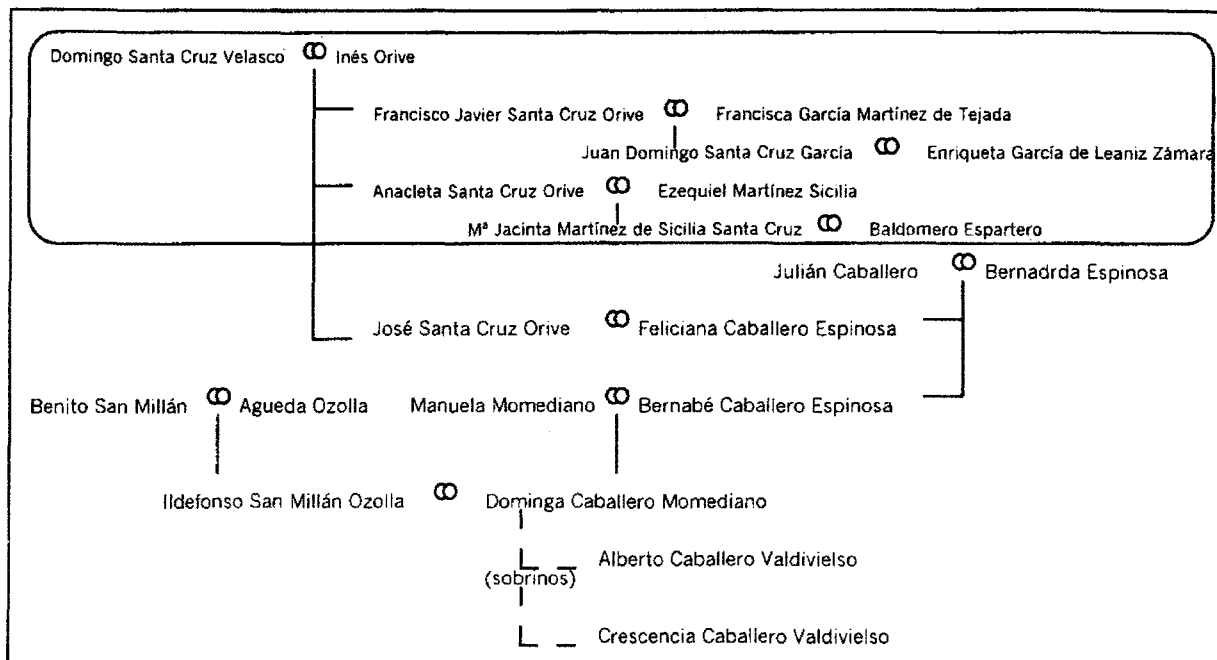 Domingo Santa Cruz Velasco Inés Orive
Francisco Javier Santa Cruz Orive Francisca García Martínez de Tejada
Juan Domingo Santa Cruz García Enriqueta García de Leaniz Zámara
Anacleta Santa Cruz Orive Ezequiel Martínez Sicilia
Mª Jacinta Martínez de Sicilia Santa Cruz Baldomero Espartero
Julián Caballero Bernadrda Espinosa
José Santa Cruz Orive Feliciana Caballero Espinosa
Benito San Millán Agueda Ozolla Manuela Momediano Bernabé Caballero Espinosa
Ildefonso San Millán Ozolla Dominga Caballero Momediano
Alberto Caballero Valdivielso
(sobrinos)
Crescencia Caballero Valdivielso